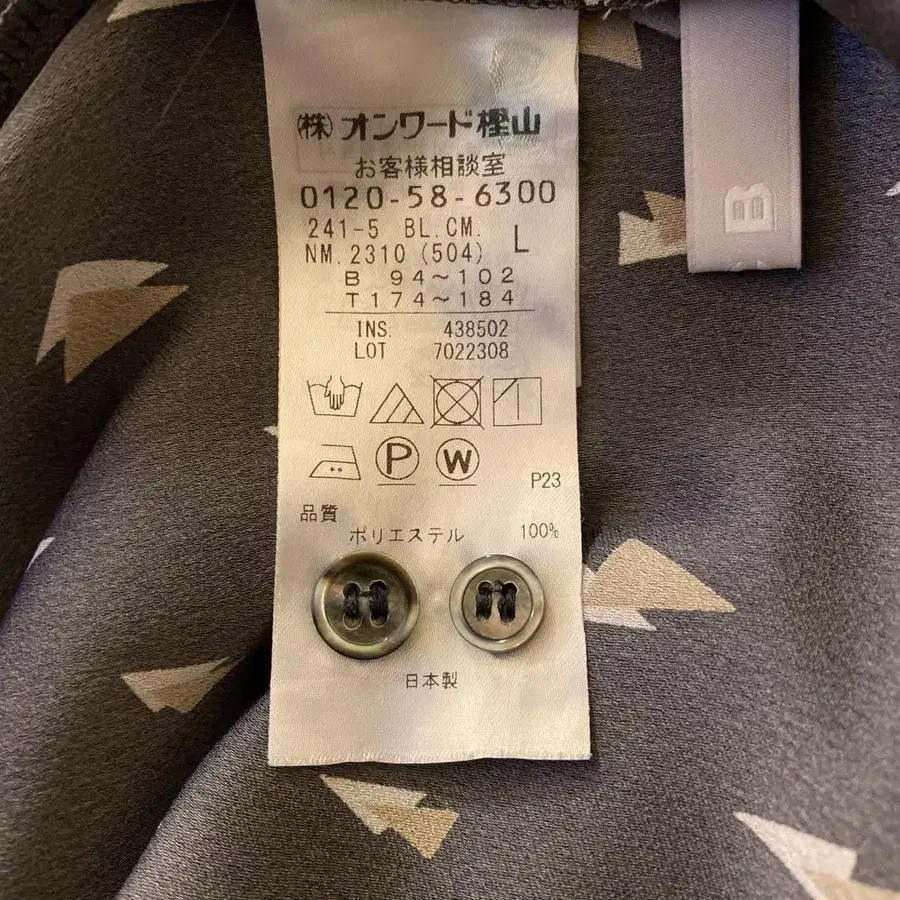 (株)オンワード樫山
お客様相談室
0120-58-6300
241-5 BL.CM. L
NM.2310(504)
B 94~102
T174~184
INS. 438502
LOT 7022308
P W
P23
品質
ポリエステル 100%
日本製
B